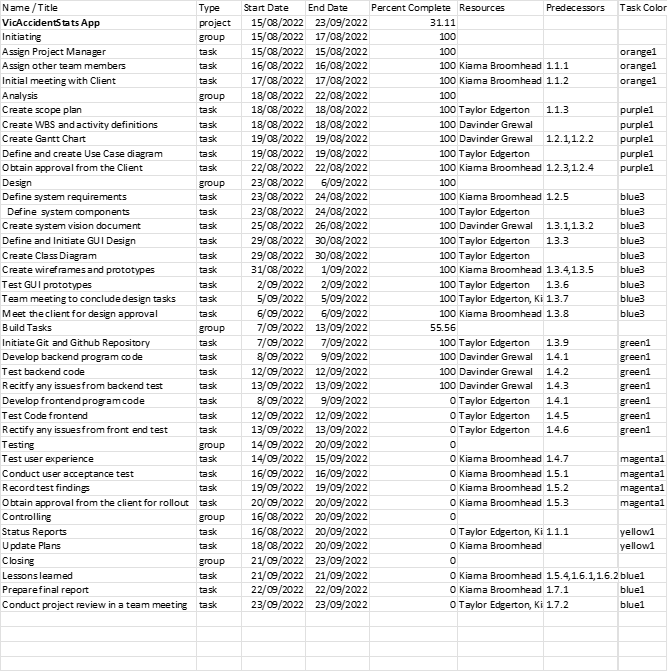 Name / Title Type Start Date End Date Percent Complete Resources Predecessors Task Color
VicAccidentStats App project 15/08/2022 23/09/2022 31.11
Initiating group 15/08/2022 17/08/2022 100
Assign Project Manager task 15/08/2022 15/08/2022 100 orange1
Assign other team members task 16/08/2022 16/08/2022 100 Kiama Broomhead 1.1.1 orange1
Initial meeting with Client task 17/08/2022 17/08/2022 100 Kiama Broomhead 1.1.2 orange1
Analysis group 18/08/2022 22/08/2022 100
Create scope plan task 18/08/2022 18/08/2022 100 Taylor Edgerton 1.1.3 purple1
Create WBS and activity definitions task 18/08/2022 18/08/2022 100 Davinder Grewal purple1
Create Gantt Chart task 19/08/2022 19/08/2022 100 Davinder Grewal 1.2.1,1.2.2 purple1
Define and create Use Case diagram task 19/08/2022 19/08/2022 100 Taylor Edgerton purple1
Obtain approval from the Client task 22/08/2022 22/08/2022 100 Kiama Broomhead 1.2.3,1.2.4 purple1
Design group 23/08/2022 6/09/2022 100
Define system requirements task 23/08/2022 24/08/2022 100 Kiama Broomhead 1.2.5 blue3
Define system components task 23/08/2022 24/08/2022 100 Taylor Edgerton blue3
Create system vision document task 25/08/2022 26/08/2022 100 Davinder Grewal 1.3.1,1.3.2 blue3
Define and Initiate GUI Design task 29/08/2022 30/08/2022 100 Taylor Edgerton 1.3.3 blue3
Create Class Diagram task 29/08/2022 30/08/2022 100 Taylor Edgerton blue3
Create wireframes and prototypes task 31/08/2022 1/09/2022 100 Kiama Broomhead 1.3.4,1.3.5 blue3
Test GUI prototypes task 2/09/2022 2/09/2022 100 Taylor Edgerton 1.3.6 blue3
Team meeting to conclude design tasks task 5/09/2022 5/09/2022 100 Taylor Edgerton, Ki 1.3.7 blue3
Meet the client for design approval task 6/09/2022 6/09/2022 100 Kiama Broomhead 1.3.8 blue3
Build Tasks group 7/09/2022 13/09/2022 55.56
Initiate Git and Github Repository task 7/09/2022 7/09/2022 100 Taylor Edgerton 1.3.9 green1
Develop backend program code task 8/09/2022 9/09/2022 100 Davinder Grewal 1.4.1 green1
Test backend code task 12/09/2022 12/09/2022 100 Davinder Grewal 1.4.2 green1
Recitfy any issues from backend test task 13/09/2022 13/09/2022 100 Davinder Grewal 1.4.3 green1
Develop frontend program code task 8/09/2022 9/09/2022 0 Taylor Edgerton 1.4.1 green1
Test Code frontend task 12/09/2022 12/09/2022 0 Taylor Edgerton 1.4.5 green1
Rectify any issues from front end test task 13/09/2022 13/09/2022 0 Taylor Edgerton 1.4.6 green1
Testing group 14/09/2022 20/09/2022 0
Test user experience task 14/09/2022 15/09/2022 0 Kiama Broomhead 1.4.7 magenta1
Conduct user acceptance test task 16/09/2022 16/09/2022 0 Kiama Broomhead 1.5.1 magenta1
Record test findings task 19/09/2022 19/09/2022 0 Kiama Broomhead 1.5.2 magenta1
Obtain approval from the client for rollout task 20/09/2022 20/09/2022 0 Kiama Broomhead 1.5.3 magenta1
Controlling group 16/08/2022 20/09/2022 0
Status Reports task 16/08/2022 20/09/2022 0 Taylor Edgerton, Ki 1.1.1 yellow1
Update Plans task 18/08/2022 20/09/2022 0 Kiama Broomhead yellow1
Closing group 21/09/2022 23/09/2022 0
Lessons learned task 21/09/2022 21/09/2022 0 Kiama Broomhead 1.5.4,1.6.1,1.6.2 blue1
Prepare final report task 22/09/2022 22/09/2022 0 Kiama Broomhead 1.7.1 blue1
Conduct project review in a team meeting task 23/09/2022 23/09/2022 0 Taylor Edgerton, Ki 1.7.2 blue1